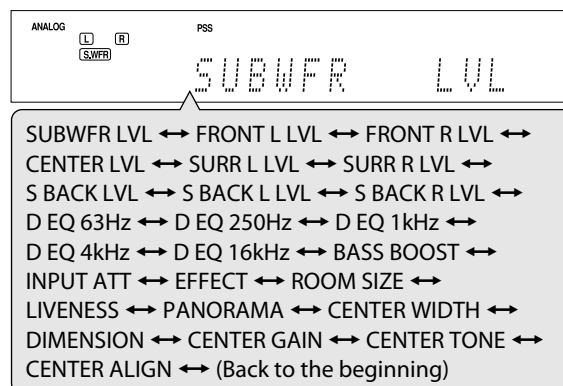 ANALOG PSS
L R
S.WFR
SUBWFR LVL
SUBWFR LVL ↔ FRONT L LVL ↔ FRONT R LVL ↔
CENTER LVL ↔ SURR L LVL ↔ SURR R LVL ↔
S BACK LVL ↔ S BACK L LVL ↔ S BACK R LVL ↔
D EQ 63Hz ↔ D EQ 250Hz ↔ D EQ 1kHz ↔
D EQ 4kHz ↔ D EQ 16kHz ↔ BASS BOOST ↔
INPUT ATT ↔ EFFECT ↔ ROOM SIZE ↔
LIVENESS ↔ PANORAMA ↔ CENTER WIDTH ↔
DIMENSION ↔ CENTER GAIN ↔ CENTER TONE ↔
CENTER ALIGN ↔ (Back to the beginning)